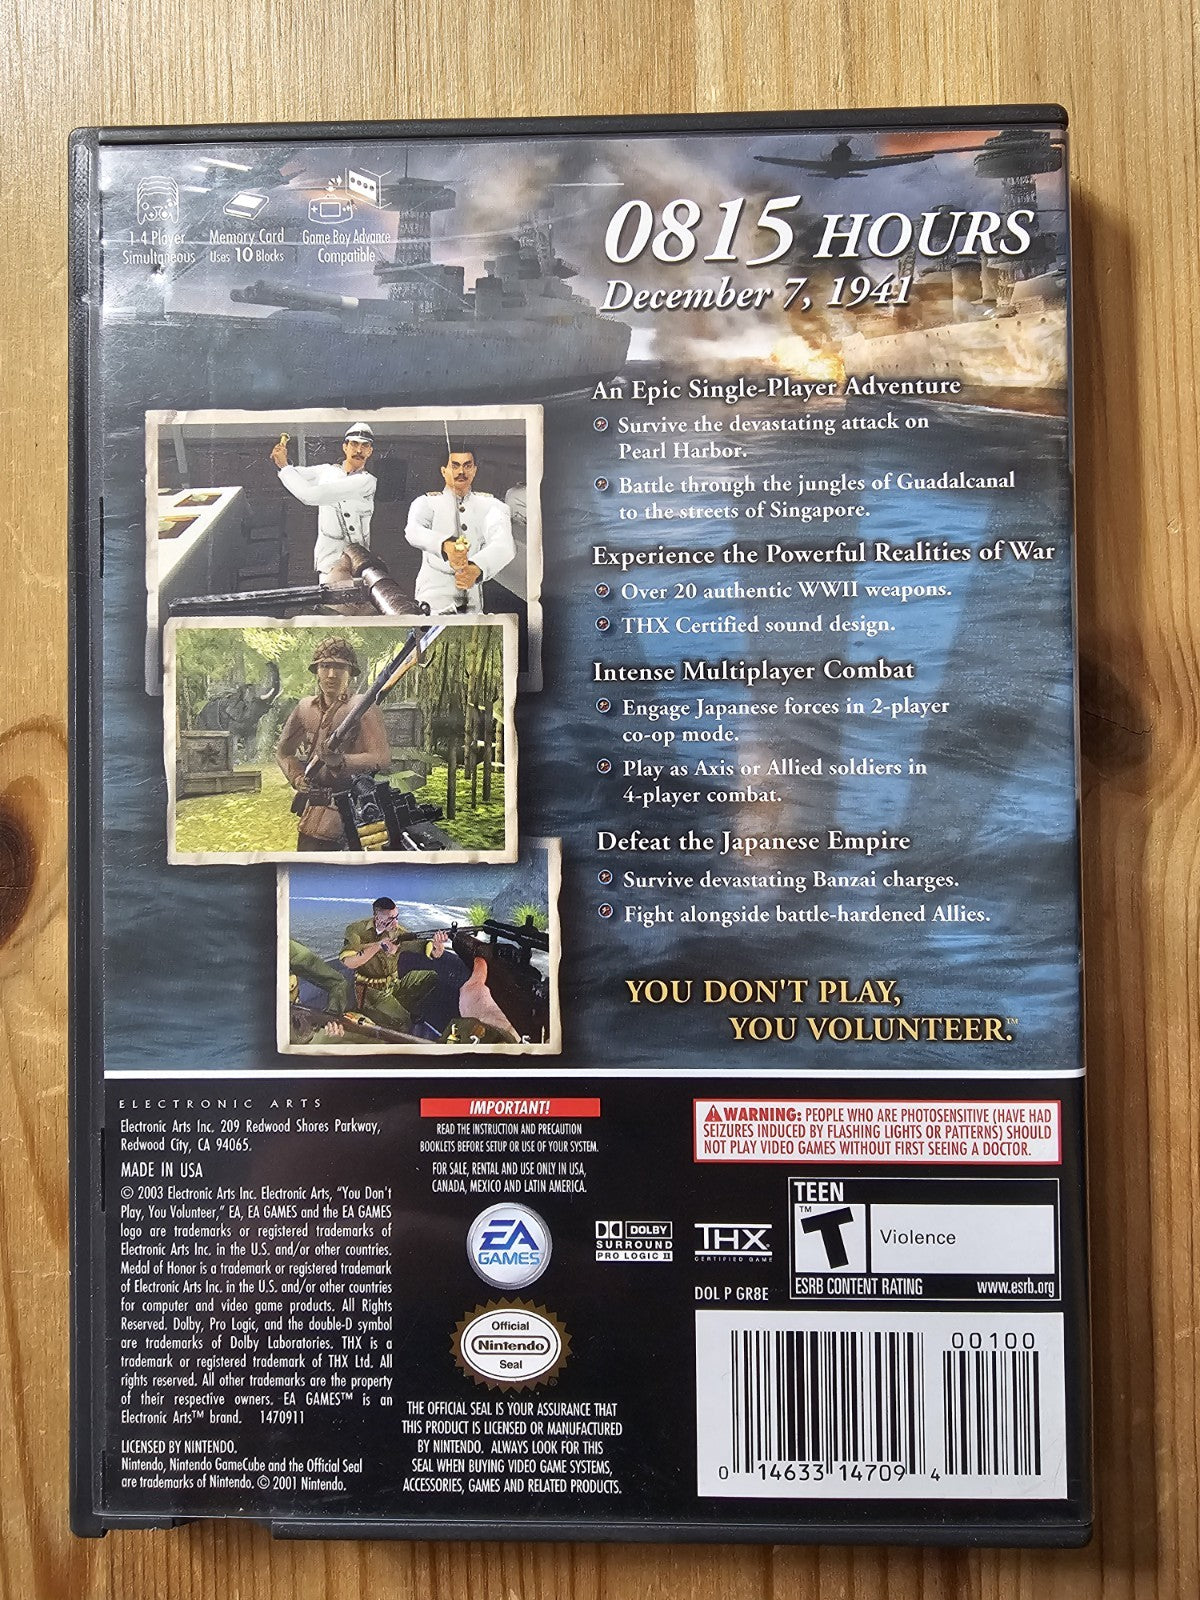 1-4 Player
Simultaneous
Memory Card
Uses 10 Blocks
Game Boy Advance
Compatible
0815 HOURS
December 7, 1941
An Epic Single-Player Adventure
Survive the devastating attack on
Pearl Harbor.
Battle through the jungles of Guadalcanal
to the streets of Singapore.
Experience the Powerful Realities of War
Over 20 authentic WWII weapons.
THX Certified sound design.
Intense Multiplayer Combat
Engage Japanese forces in 2-player
co-op mode.
Play as Axis or Allied soldiers in
4-player combat.
Defeat the Japanese Empire
Survive devastating Banzai charges.
Fight alongside battle-hardened Allies.
YOU DON'T PLAY,
YOU VOLUNTEER.™
ELECTRONIC ARTS
Electronic Arts Inc. 209 Redwood Shores Parkway,
Redwood City, CA 94065.
MADE IN USA
© 2003 Electronic Arts Inc. Electronic Arts, "You Don't
Play, You Volunteer," EA, EA GAMES and the EA GAMES
logo are trademarks or registered trademarks of
Electronic Arts Inc. in the U.S. and/or other countries.
Medal of Honor is a trademark or registered trademark
of Electronic Arts Inc. in the U.S. and/or other countries
for computer and video game products. All Rights
Reserved. Dolby, Pro Logic, and the double-D symbol
are trademarks of Dolby Laboratories. THX is a
trademark or registered trademark of THX Ltd. All
rights reserved. All other trademarks are the property
of their respective owners. EA GAMES™ is an
Electronic Arts™ brand. 1470911
LICENSED BY NINTENDO.
Nintendo, Nintendo GameCube and the Official Seal
are trademarks of Nintendo. © 2001 Nintendo.
IMPORTANT!
READ THE INSTRUCTION AND PRECAUTION
BOOKLETS BEFORE SETUP OR USE OF YOUR SYSTEM.
FOR SALE, RENTAL AND USE ONLY IN USA,
CANADA, MEXICO AND LATIN AMERICA.
EA
GAMES™
Official
Nintendo
Seal
THE OFFICIAL SEAL IS YOUR ASSURANCE THAT
THIS PRODUCT IS LICENSED OR MANUFACTURED
BY NINTENDO. ALWAYS LOOK FOR THIS
SEAL WHEN BUYING VIDEO GAME SYSTEMS,
ACCESSORIES, GAMES AND RELATED PRODUCTS.
DOLBY
SURROUND
PRO LOGIC II
THX
CERTIFIED GAME
DOL P GR8E
WARNING: PEOPLE WHO ARE PHOTOSENSITIVE (HAVE HAD
SEIZURES INDUCED BY FLASHING LIGHTS OR PATTERNS) SHOULD
NOT PLAY VIDEO GAMES WITHOUT FIRST SEEING A DOCTOR.
TEEN
T™
Violence
ESRB CONTENT RATING www.esrb.org
00100
0 14633 14709 4